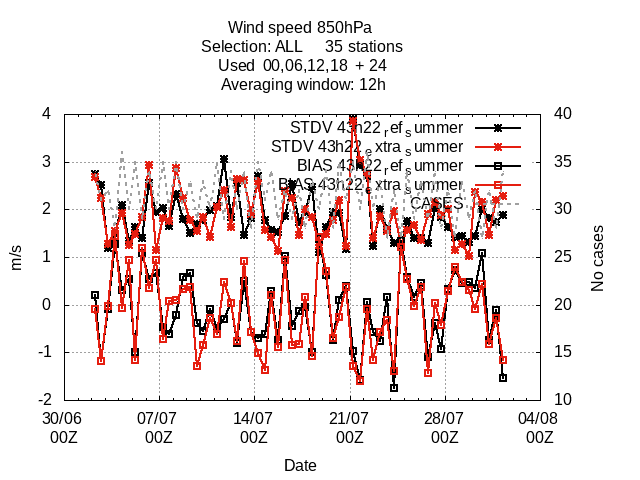 Wind speed 850hPa
Selection: ALL 35 stations
Used 00,06,12,18 + 24
Averaging window: 12h
STDV 43h22_ref_summer
STDV 43h22_extra_summer
BIAS 43h22_ref_summer
BIAS 43h22_extra_summer
CASES
4
3
2
1
0
-1
-2
m/s
40
35
30
25
20
15
10
No cases
30/06 07/07 14/07 21/07 28/07 04/08
00Z 00Z 00Z 00Z 00Z 00Z
Date